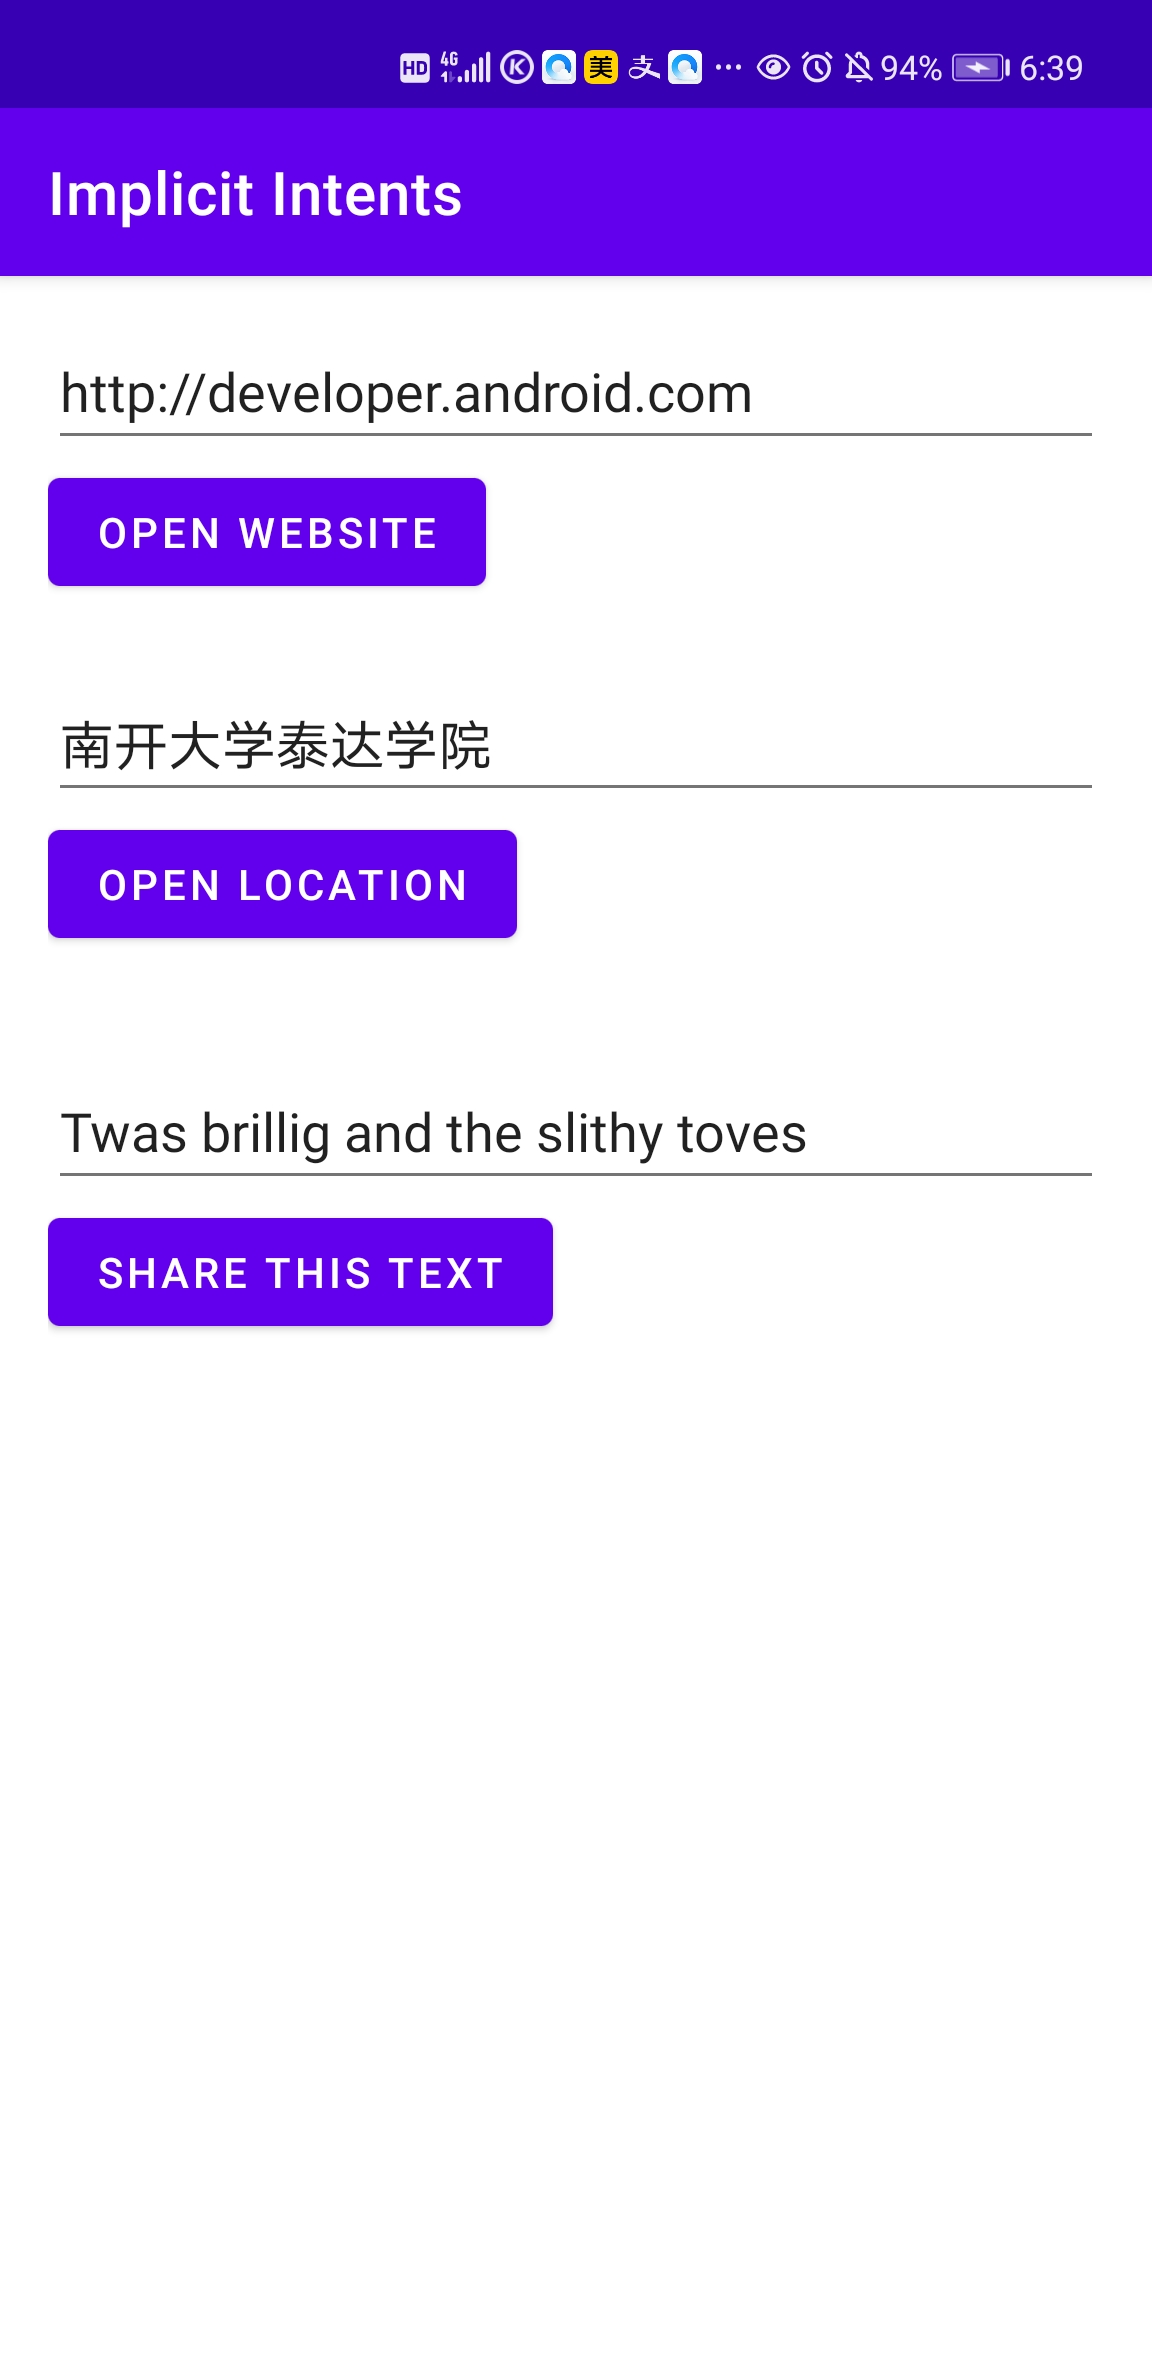 HD 4G K 美 支 ... 94% 6:39
Implicit Intents
http://developer.android.com
OPEN WEBSITE
南开大学泰达学院
OPEN LOCATION
Twas brillig and the slithy toves
SHARE THIS TEXT